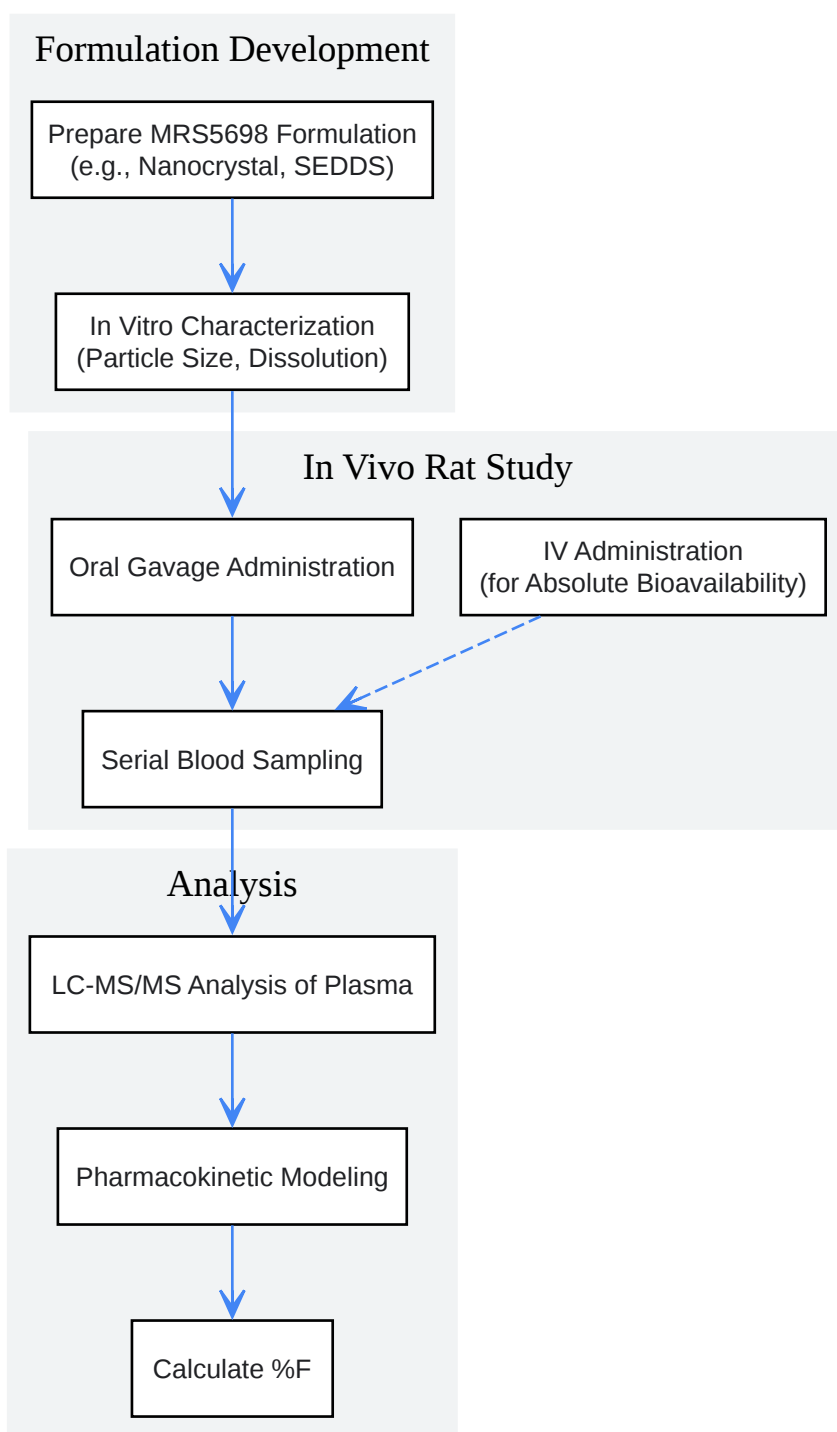 Formulation Development
Prepare MRS5698 Formulation
(e.g., Nanocrystal, SEDDS)
In Vitro Characterization
(Particle Size, Dissolution)
In Vivo Rat Study
Oral Gavage Administration
IV Administration
(for Absolute Bioavailability)
Serial Blood Sampling
Analysis
LC-MS/MS Analysis of Plasma
Pharmacokinetic Modeling
Calculate %F